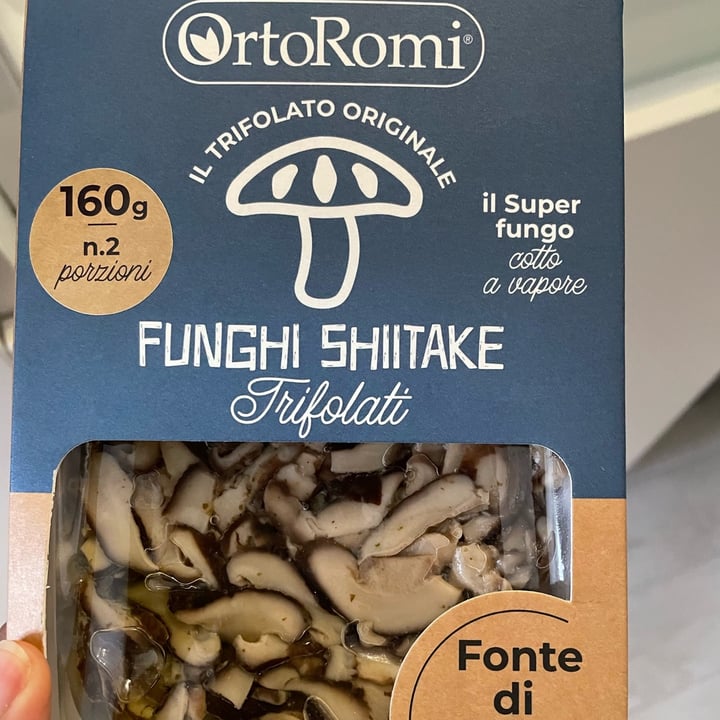 OrtoRomi®
IL TRIFOLATO ORIGINALE
160g
n.2
porzioni
il Super
fungo
cotto
a vapore
FUNGHI SHIITAKE
Trifolati
Fonte
di